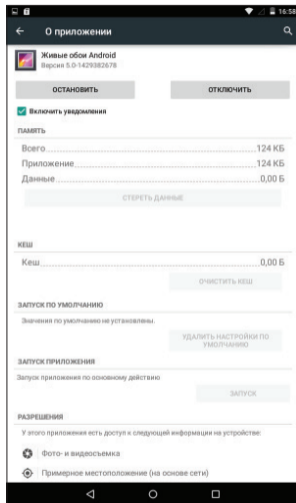 16:58
О приложении
Живые обои Android
Версия 5.0-1429382678
ОСТАНОВИТЬ
ОТКЛЮЧИТЬ
Включить уведомления
ПАМЯТЬ
Всего 124 КБ
Приложение 124 КБ
Данные 0,00 Б
СТЕРЕТЬ ДАННЫЕ
КЕШ
Кеш 0,00 Б
ОЧИСТИТЬ КЕШ
ЗАПУСК ПО УМОЛЧАНИЮ
Значения по умолчанию не установлены.
УДАЛИТЬ НАСТРОЙКИ ПО
УМОЛЧАНИЮ
ЗАПУСК ПРИЛОЖЕНИЯ
Запуск приложения по основному действию
ЗАПУСК
РАЗРЕШЕНИЯ
У этого приложения есть доступ к следующей информации на устройстве:
Фото- и видеосъемка
Примерное местоположение (на основе сети)